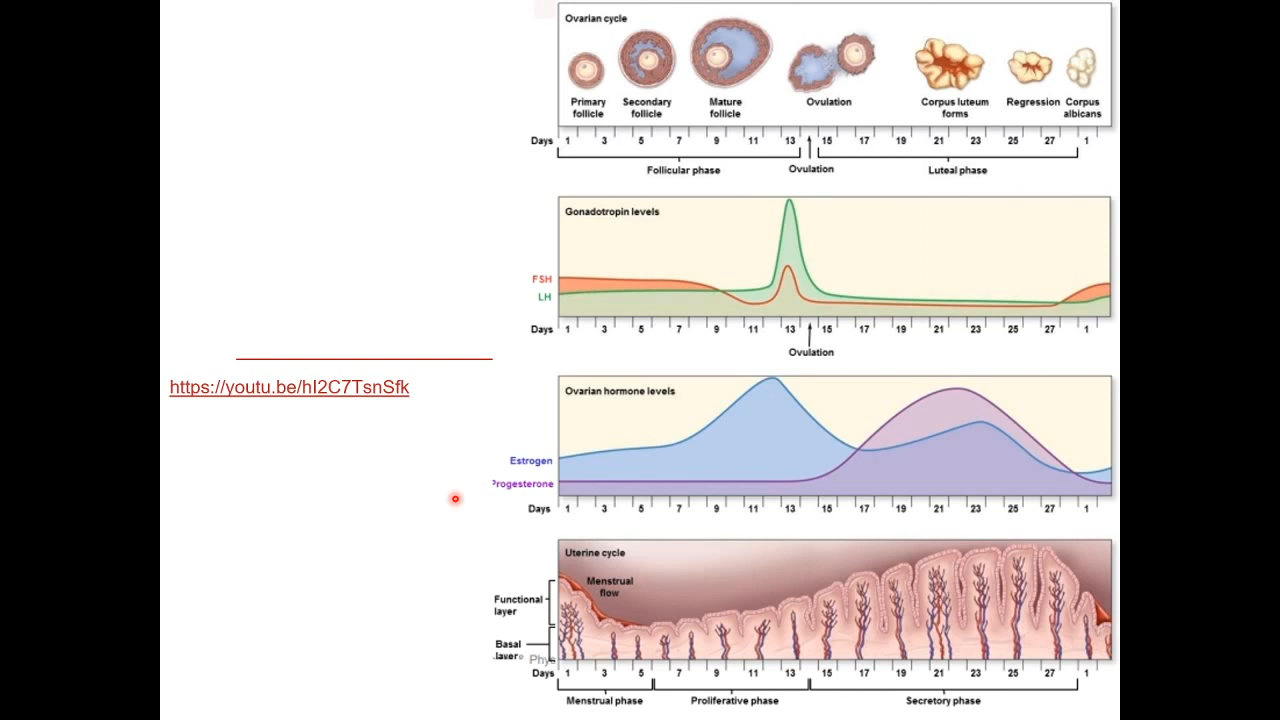 Ovarian cycle
Primary follicle
Secondary follicle
Mature follicle
Ovulation
Corpus luteum forms
Regression
Corpus albicans
Days 1 3 5 7 9 11 13 15 17 19 21 23 25 27 1
Follicular phase
Ovulation
Luteal phase
Gonadotropin levels
FSH
LH
Days 1 3 5 7 9 11 13 15 17 19 21 23 25 27 1
Ovulation
https://youtu.be/hI2C7TsnSfk
Ovarian hormone levels
Estrogen
Progesterone
Days 1 3 5 7 9 11 13 15 17 19 21 23 25 27 1
Uterine cycle
Menstrual flow
Functional layer
Basal layer
Phys
Days 1 3 5 7 9 11 13 15 17 19 21 23 25 27 1
Menstrual phase
Proliferative phase
Secretory phase